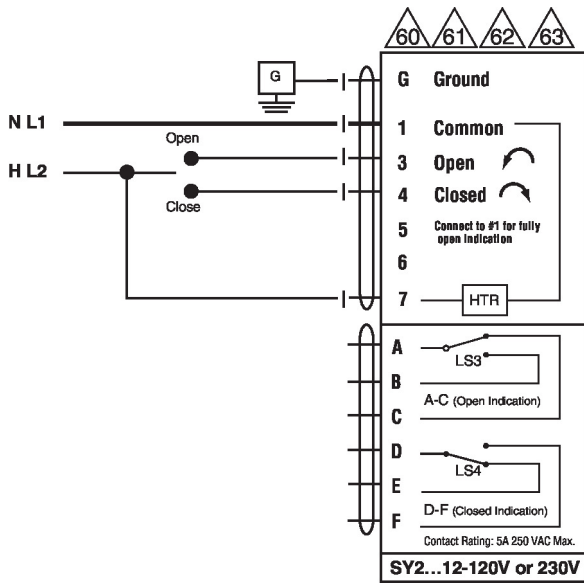 60 61 62 63
G
G Ground
N L1
1 Common
Open
3 Open
H L2
4 Closed
Close
5 Connect to #1 for fully
open indication
6
7 HTR
A
LS3
B
A-C (Open Indication)
C
D
LS4
E
D-F (Closed Indication)
F
Contact Rating: 5A 250 VAC Max.
SY2...12-120V or 230V